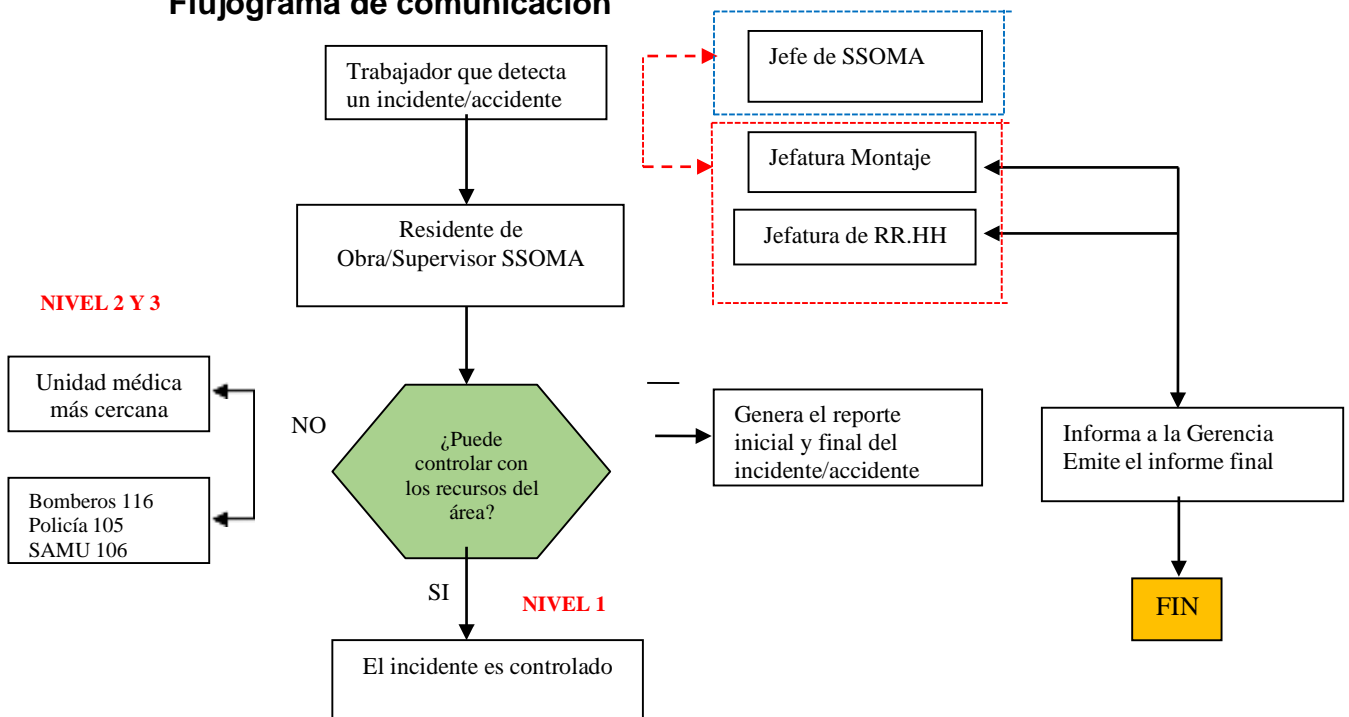 Flujograma de comunicación
Trabajador que detecta
un incidente/accidente
Jefe de SSOMA
Jefatura Montaje
Jefatura de RR.HH
Residente de
Obra/Supervisor SSOMA
NIVEL 2 Y 3
Unidad médica
más cercana
NO
¿Puede
controlar con
los recursos del
área?
Genera el reporte
inicial y final del
incidente/accidente
Informa a la Gerencia
Emite el informe final
Bomberos 116
Policía 105
SAMU 106
SI
NIVEL 1
FIN
El incidente es controlado